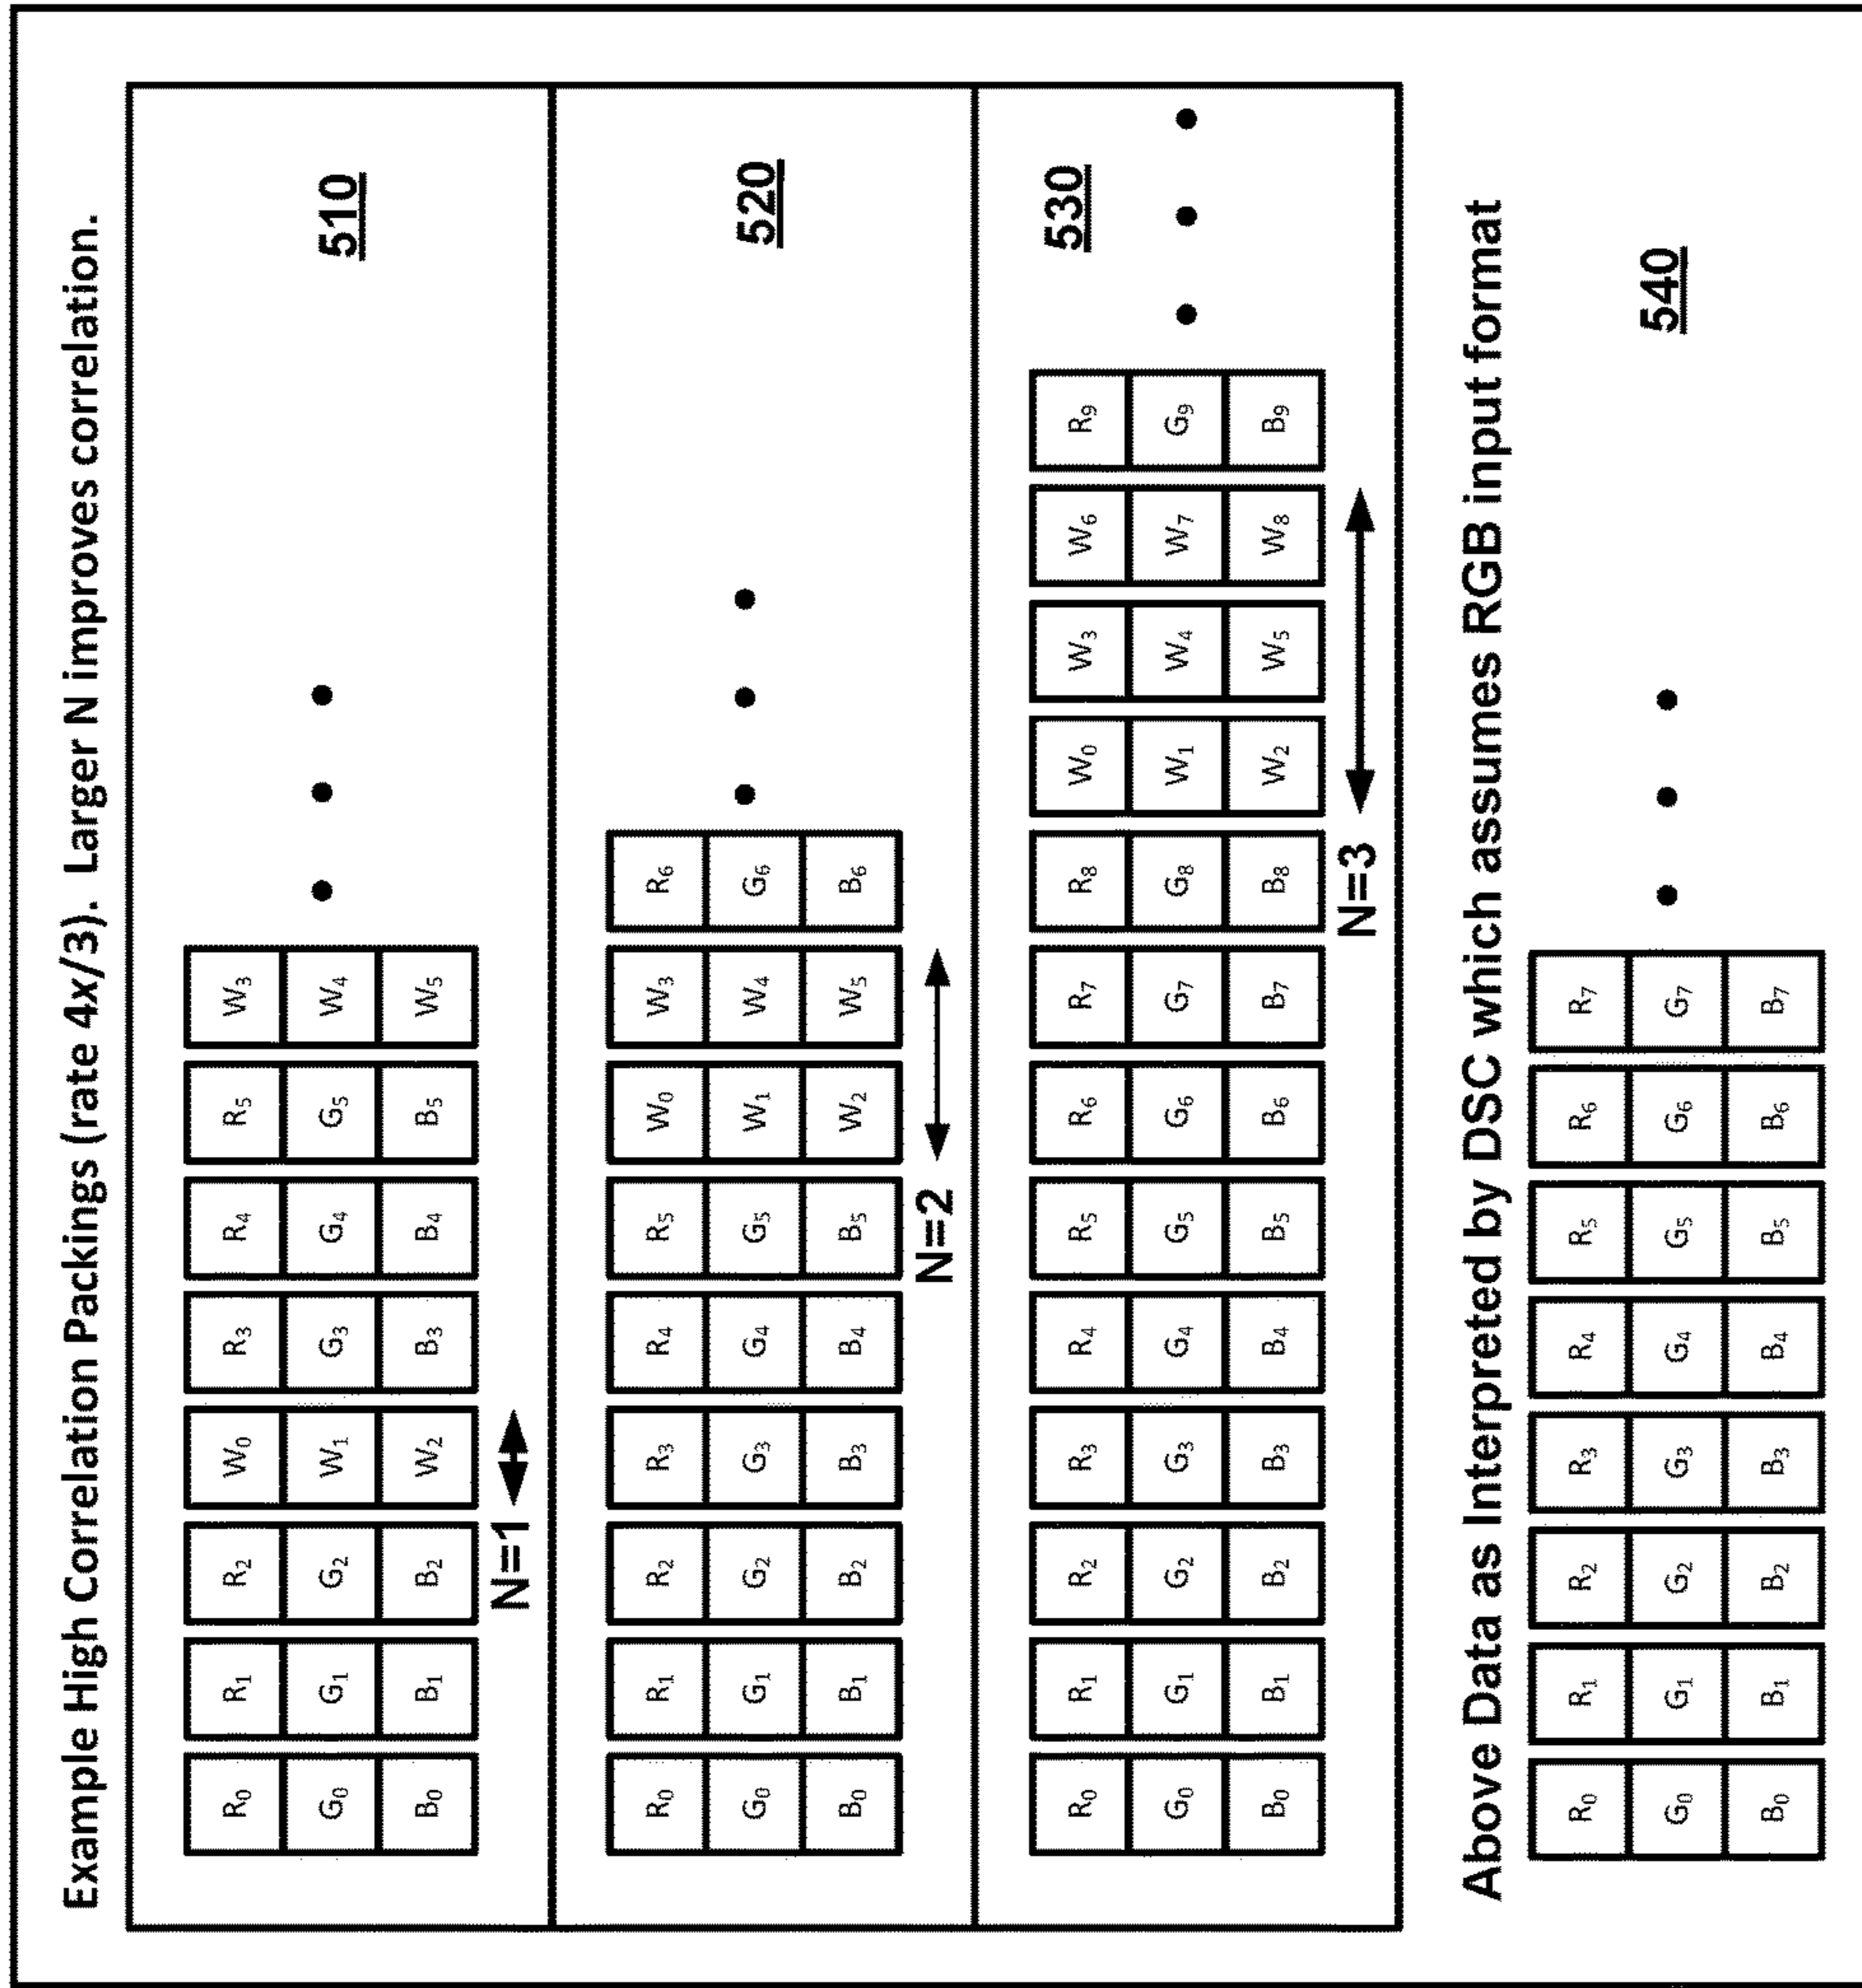 Example High Correlation Packings (rate 4x/3). Larger N improves correlation.
R0 R1 R2 W0 R3 R4 R5 W3
G0 G1 G2 W1 G3 G4 G5 W4
B0 B1 B2 W2 B3 B4 B5 W5
510
N=1
R0 R1 R2 R3 R4 R5 W0 W3 R6
G0 G1 G2 G3 G4 G5 W1 W4 G6
B0 B1 B2 B3 B4 B5 W2 W5 B6
520
N=2
R0 R1 R2 R3 R4 R5 R6 R7 R8 W0 W3 W6 R9
G0 G1 G2 G3 G4 G5 G6 G7 G8 W1 W4 W7 G9
B0 B1 B2 B3 B4 B5 B6 B7 B8 W2 W5 W8 B9
530
N=3
Above Data as Interpreted by DSC which assumes RGB input format
R0 R1 R2 R3 R4 R5 R6 R7
G0 G1 G2 G3 G4 G5 G6 G7
B0 B1 B2 B3 B4 B5 B6 B7
540